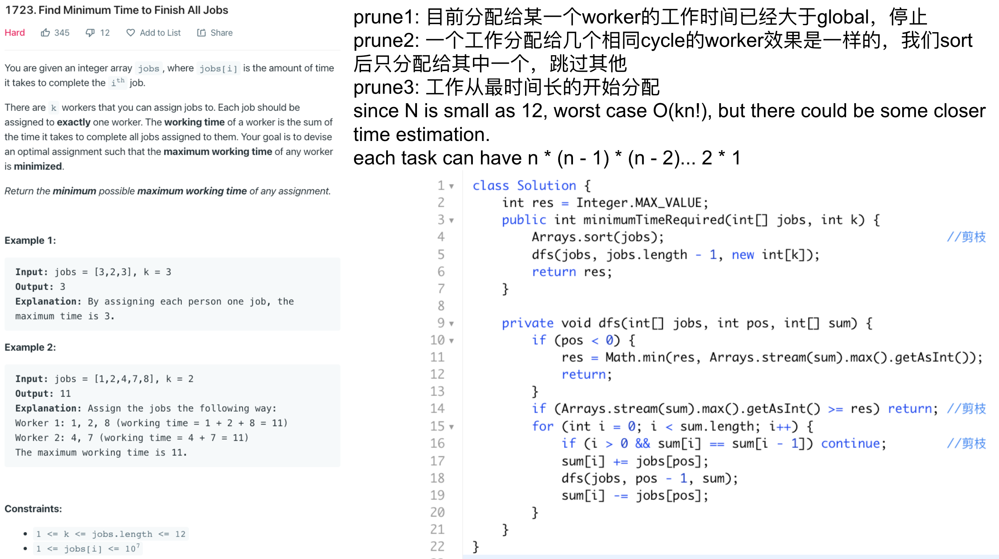 1723. Find Minimum Time to Finish All Jobs
Hard 345 12 Add to List Share
You are given an integer array jobs, where jobs[i] is the amount of time
it takes to complete the ith job.
There are k workers that you can assign jobs to. Each job should be
assigned to exactly one worker. The working time of a worker is the sum of
the time it takes to complete all jobs assigned to them. Your goal is to devise
an optimal assignment such that the maximum working time of any worker
is minimized.
Return the minimum possible maximum working time of any assignment.
Example 1:
Input: jobs = [3,2,3], k = 3
Output: 3
Explanation: By assigning each person one job, the
maximum time is 3.
Example 2:
Input: jobs = [1,2,4,7,8], k = 2
Output: 11
Explanation: Assign the jobs the following way:
Worker 1: 1, 2, 8 (working time = 1 + 2 + 8 = 11)
Worker 2: 4, 7 (working time = 4 + 7 = 11)
The maximum working time is 11.
Constraints:
• 1 <= k <= jobs.length <= 12
• 1 <= jobs[i] <= 10^7
prune1: 目前分配给某一个worker的工作时间已经大于global，停止
prune2: 一个工作分配给几个相同cycle的worker效果是一样的，我们sort
后只分配给其中一个，跳过其他
prune3: 工作从最时间长的开始分配
since N is small as 12, worst case O(kn!), but there could be some closer
time estimation.
each task can have n * (n - 1) * (n - 2)... 2 * 1
1 class Solution {
2 int res = Integer.MAX_VALUE;
3 public int minimumTimeRequired(int[] jobs, int k) {
4 Arrays.sort(jobs); //剪枝
5 dfs(jobs, jobs.length - 1, new int[k]);
6 return res;
7 }
8
9 private void dfs(int[] jobs, int pos, int[] sum) {
10 if (pos < 0) {
11 res = Math.min(res, Arrays.stream(sum).max().getAsInt());
12 return;
13 }
14 if (Arrays.stream(sum).max().getAsInt() >= res) return; //剪枝
15 for (int i = 0; i < sum.length; i++) {
16 if (i > 0 && sum[i] == sum[i - 1]) continue; //剪枝
17 sum[i] += jobs[pos];
18 dfs(jobs, pos - 1, sum);
19 sum[i] -= jobs[pos];
20 }
21 }
22 }